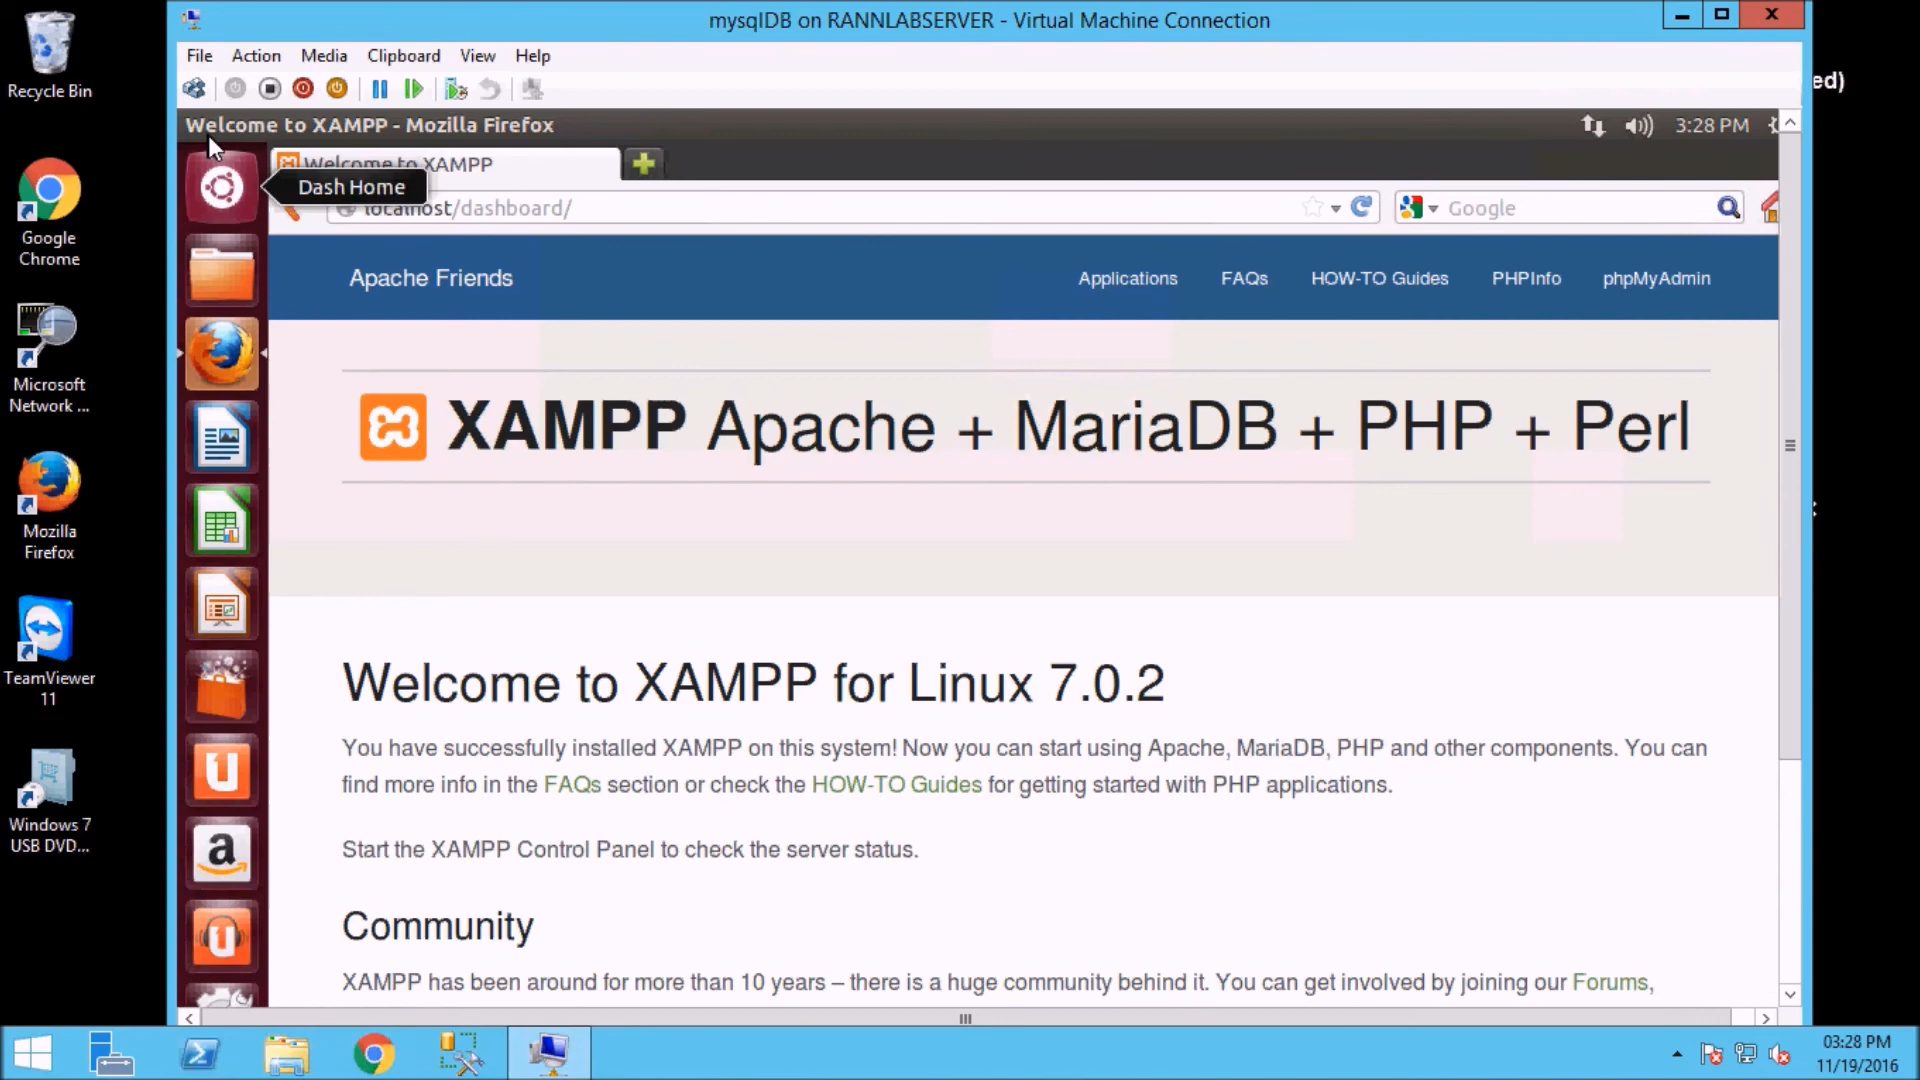 mysqlDB on RANNLABSERVER - Virtual Machine Connection
File Action Media Clipboard View Help
ed)
Welcome to XAMPP - Mozilla Firefox
3:28 PM
Welcome to XAMPP
Dash Home
localhost/dashboard/
Google
Apache Friends
Applications FAQs HOW-TO Guides PHPInfo phpMyAdmin
XAMPP Apache + MariaDB + PHP + Perl
Welcome to XAMPP for Linux 7.0.2
You have successfully installed XAMPP on this system! Now you can start using Apache, MariaDB, PHP and other components. You can
find more info in the FAQs section or check the HOW-TO Guides for getting started with PHP applications.
Start the XAMPP Control Panel to check the server status.
Community
XAMPP has been around for more than 10 years – there is a huge community behind it. You can get involved by joining our Forums,
Recycle Bin
Google
Chrome
Microsoft
Network ...
Mozilla
Firefox
TeamViewer
11
Windows 7
USB DVD...
03:28 PM
11/19/2016